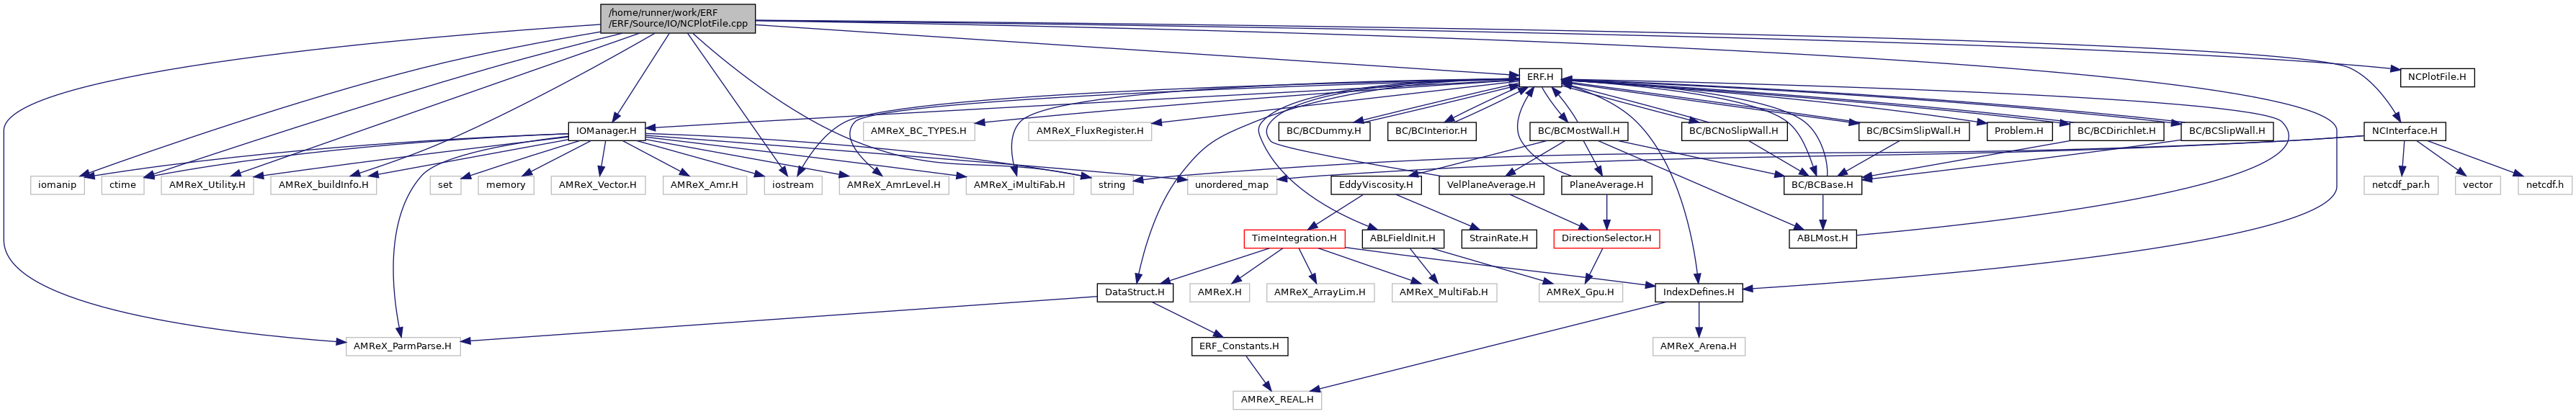 /home/runner/work/ERF
/ERF/Source/IO/NCPlotFile.cpp
ERF.H
NCPlotFile.H
IOManager.H
AMReX_BC_TYPES.H
AMReX_FluxRegister.H
BC/BCDummy.H
BC/BCInterior.H
BC/BCMostWall.H
BC/BCNoSlipWall.H
BC/BCSimSlipWall.H
Problem.H
BC/BCDirichlet.H
BC/BCSlipWall.H
NCInterface.H
iomanip
ctime
AMReX_Utility.H
AMReX_buildInfo.H
set
memory
AMReX_Vector.H
AMReX_Amr.H
iostream
AMReX_AmrLevel.H
AMReX_iMultiFab.H
string
unordered_map
EddyViscosity.H
VelPlaneAverage.H
PlaneAverage.H
BC/BCBase.H
netcdf_par.h
vector
netcdf.h
TimeIntegration.H
ABLFieldInit.H
StrainRate.H
DirectionSelector.H
ABLMost.H
DataStruct.H
AMReX.H
AMReX_ArrayLim.H
AMReX_MultiFab.H
AMReX_Gpu.H
IndexDefines.H
AMReX_ParmParse.H
ERF_Constants.H
AMReX_Arena.H
AMReX_REAL.H